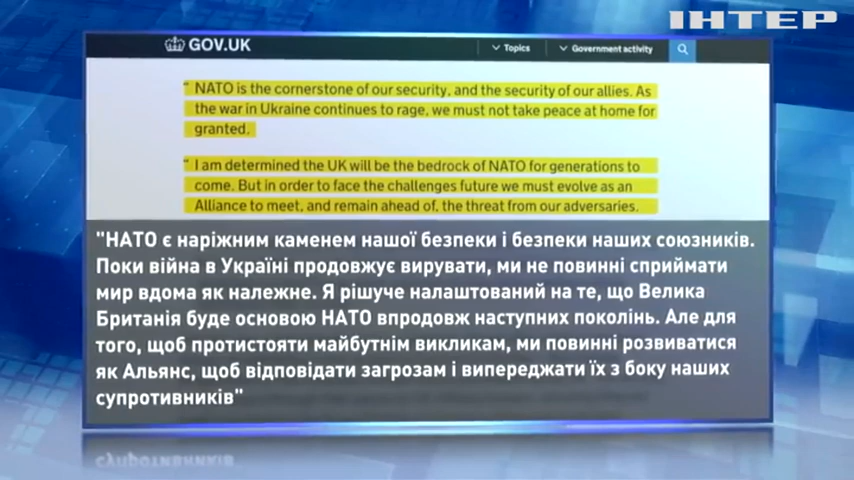 ІНТЕР
GOV.UK
Topics
Government activity
“ NATO is the cornerstone of our security, and the security of our allies. As
the war in Ukraine continues to rage, we must not take peace at home for
granted.
“ I am determined the UK will be the bedrock of NATO for generations to
come. But in order to face the challenges future we must evolve as an
Alliance to meet, and remain ahead of, the threat from our adversaries.
"НАТО є наріжним каменем нашої безпеки і безпеки наших союзників.
Поки війна в Україні продовжує вирувати, ми не повинні сприймати
мир вдома як належне. Я рішуче налаштований на те, що Велика
Британія буде основою НАТО впродовж наступних поколінь. Але для
того, щоб протистояти майбутнім викликам, ми повинні розвиватися
як Альянс, щоб відповідати загрозам і випереджати їх з боку наших
супротивників"